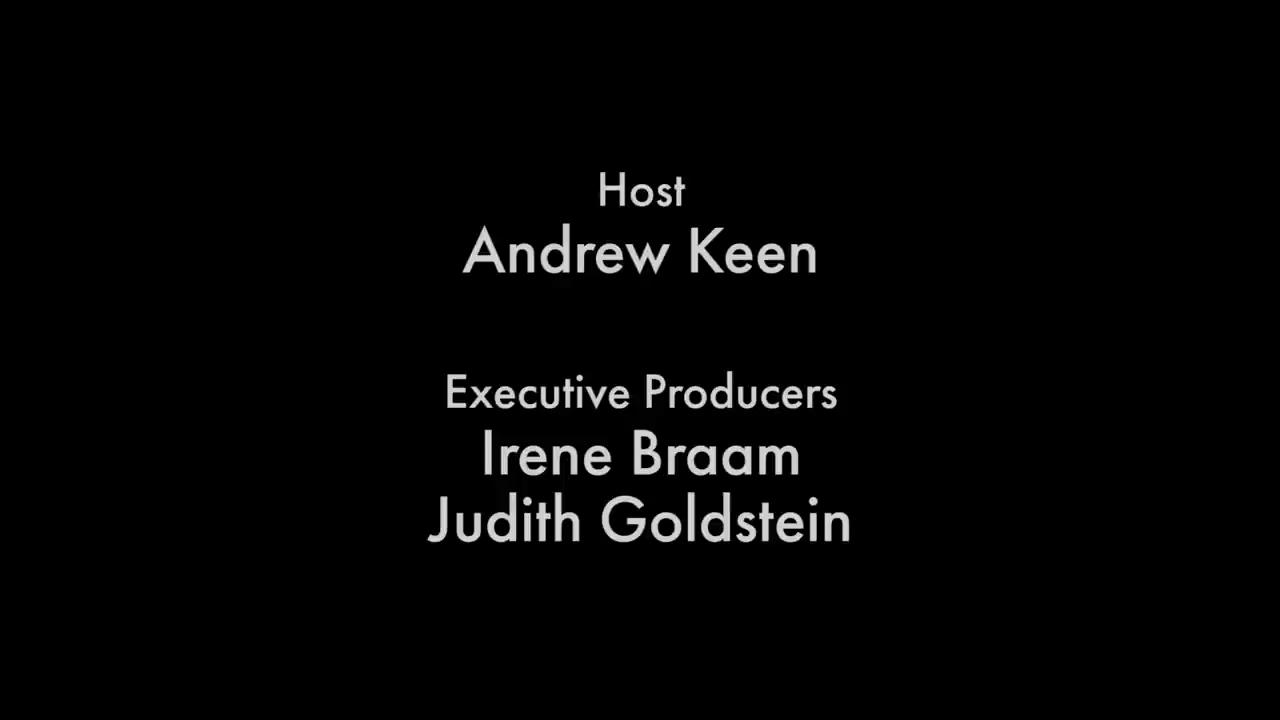 Host
Andrew Keen
Executive Producers
Irene Braam
Judith Goldstein